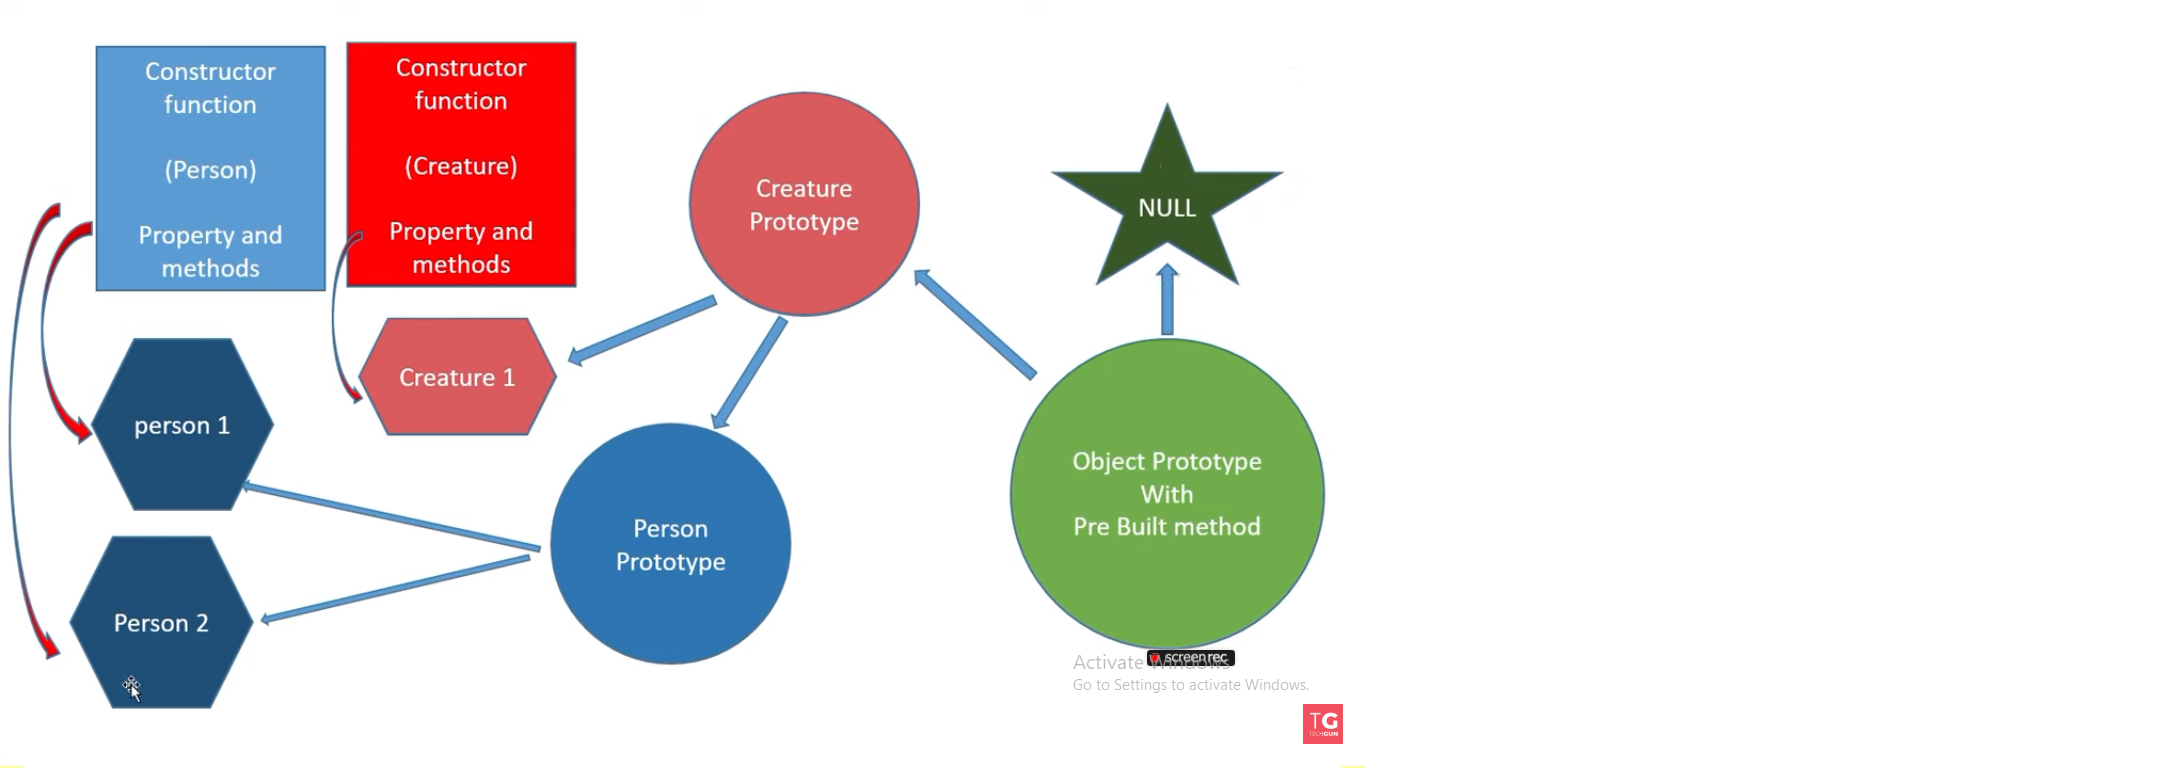 Constructor
function
(Person)
Property and
methods
Constructor
function
(Creature)
Property and
methods
Creature
Prototype
NULL
Creature 1
person 1
Person
Prototype
Object Prototype
With
Pre Built method
Person 2
screenrec
Activate Windows
Go to Settings to activate Windows.
TG
TECHGUN